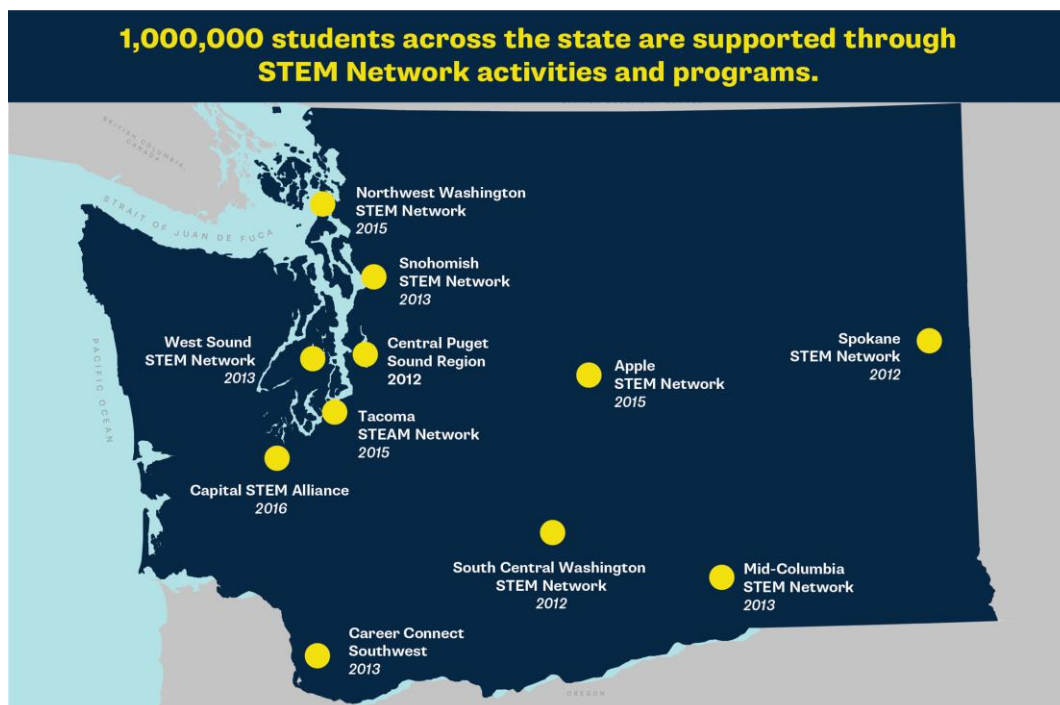 1,000,000 students across the state are supported through
STEM Network activities and programs.
BRITISH COLUMBIA,
CANADA
STRAIT OF JUAN DE FUCA
PACIFIC OCEAN
Northwest Washington
STEM Network
2015
Snohomish
STEM Network
2013
West Sound
STEM Network
2013
Central Puget
Sound Region
2012
Tacoma
STEAM Network
2015
Capital STEM Alliance
2016
Apple
STEM Network
2015
Spokane
STEM Network
2012
South Central Washington
STEM Network
2012
Mid-Columbia
STEM Network
2013
Career Connect
Southwest
2013
OREGON